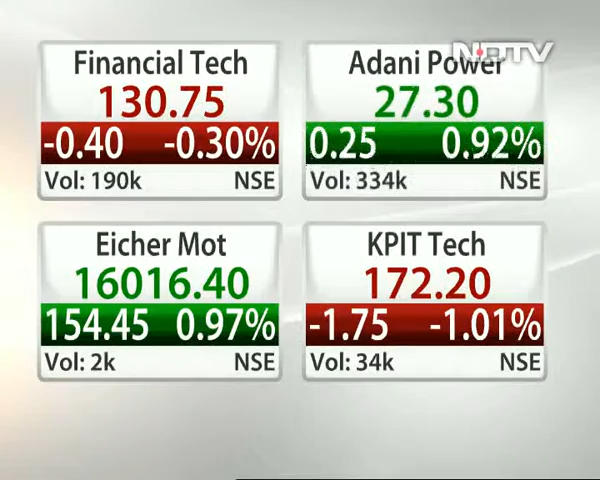 NDTV
Financial Tech
130.75
-0.40 -0.30%
Vol: 190k NSE
Adani Power
27.30
0.25 0.92%
Vol: 334k NSE
Eicher Mot
16016.40
154.45 0.97%
Vol: 2k NSE
KPIT Tech
172.20
-1.75 -1.01%
Vol: 34k NSE